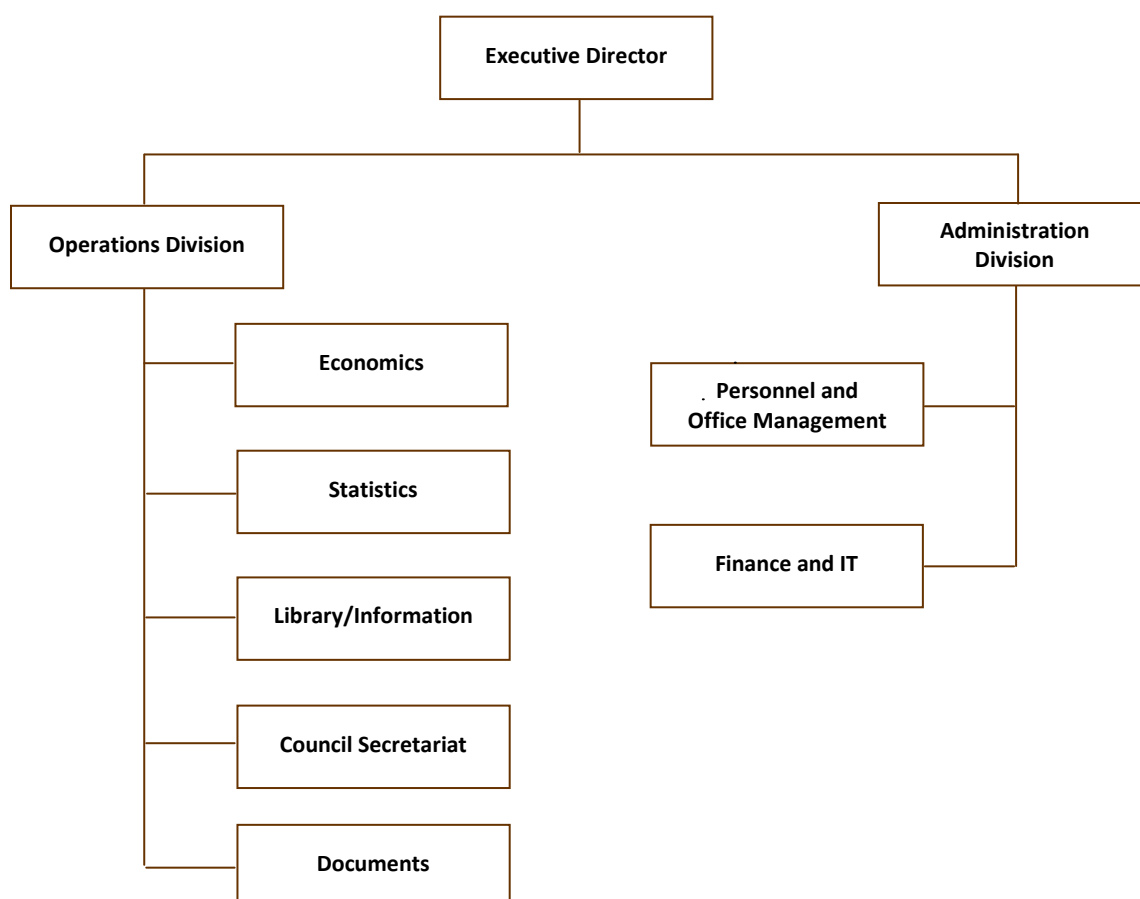 Executive Director
Operations Division
Administration
Division
Economics
Statistics
Library/Information
Council Secretariat
Documents
Personnel and
Office Management
Finance and IT